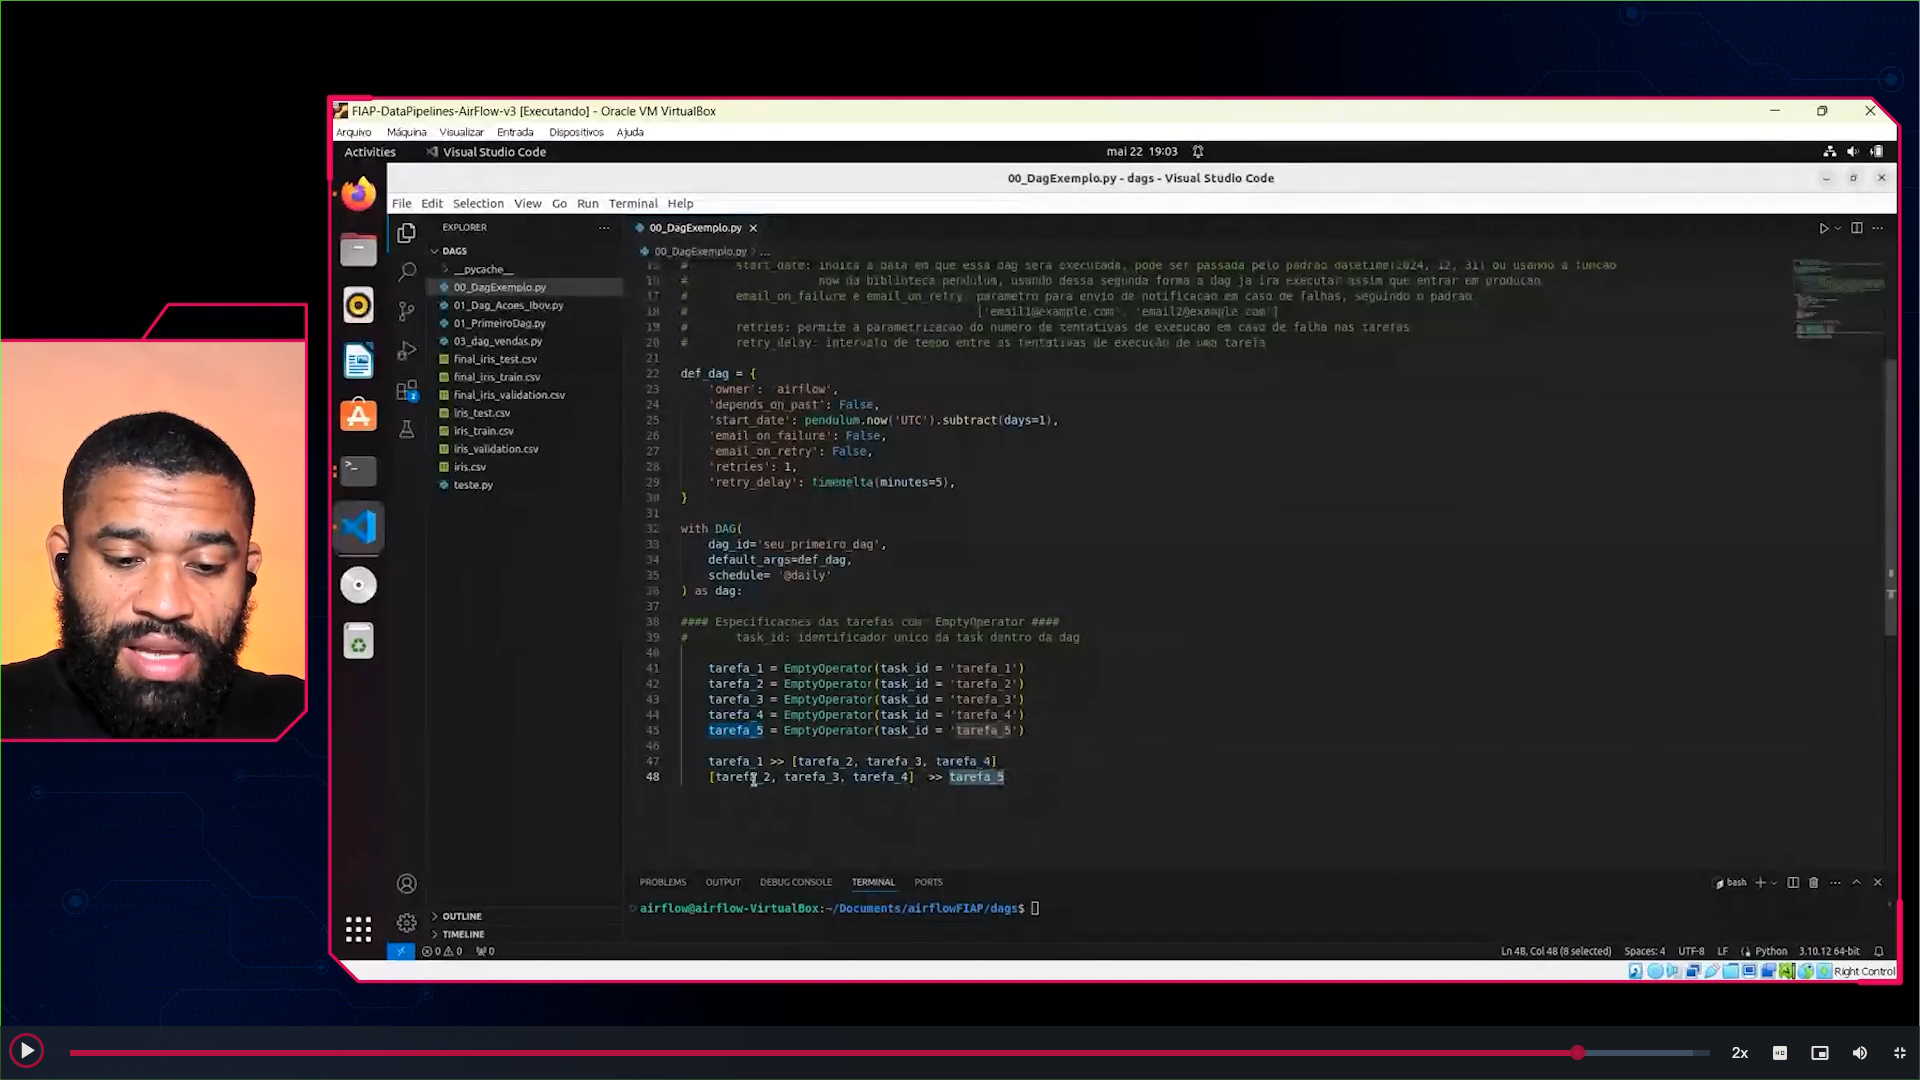 FIAP-DataPipelines-AirFlow-v3 [Executando] - Oracle VM VirtualBox
Arquivo Máquina Visualizar Entrada Dispositivos Ajuda
Activities Visual Studio Code mai 22 19:03
00_DagExemplo.py - dags - Visual Studio Code
File Edit Selection View Go Run Terminal Help
EXPLORER
DAGS
__pycache__
00_DagExemplo.py
01_Dag_Acoes_Ibov.py
01_PrimeiroDag.py
03_dag_vendas.py
final_iris_test.csv
final_iris_train.csv
final_iris_validation.csv
iris_test.csv
iris_train.csv
iris_validation.csv
iris.csv
teste.py
OUTLINE
TIMELINE
2
00_DagExemplo.py
00_DagExemplo.py ...
15 # start_date: indica a data em que essa dag sera executada, pode ser passada pelo padrao datetime(2024, 12, 31) ou usando a funcao
16 # now da biblinteca pendulum, usando dessa segunda forma a dag ja ira executar assim que entrar em producao
17 # email_on_failure e email_on_retry: parametro para envio de notificacao em caso de falhas, seguindo o padrao
18 # ['email1@example.com', 'email2@example.com']
19 # retries: permite a parametrizacao do numero de tentativas de execucao em caso de falha nas tarefas
20 # retry_delay: intervalo de tempo entre as tentativas de execução de uma tarefa
21
22 def_dag = {
23 'owner': 'airflow',
24 'depends_on_past': False,
25 'start_date': pendulum.now('UTC').subtract(days=1),
26 'email_on_failure': False,
27 'email_on_retry': False,
28 'retries': 1,
29 'retry_delay': timedelta(minutes=5),
30 }
31
32 with DAG(
33 dag_id='seu_primeiro_dag',
34 default_args=def_dag,
35 schedule= '@daily'
36 ) as dag:
37
38 #### Especificacoes das tarefas com EmptyOperator ####
39 # task_id: identificador unico da task dentro da dag
40
41 tarefa_1 = EmptyOperator(task_id = 'tarefa_1')
42 tarefa_2 = EmptyOperator(task_id = 'tarefa_2')
43 tarefa_3 = EmptyOperator(task_id = 'tarefa_3')
44 tarefa_4 = EmptyOperator(task_id = 'tarefa_4')
45 tarefa_5 = EmptyOperator(task_id = 'tarefa_5')
46
47 tarefa_1 >> [tarefa_2, tarefa_3, tarefa_4]
48 [tarefa_2, tarefa_3, tarefa_4] >> tarefa_5
PROBLEMS OUTPUT DEBUG CONSOLE TERMINAL PORTS
bash
airflow@airflow-VirtualBox:~/Documents/airflowFIAP/dags$
0 0 0
Ln 48, Col 48 (8 selected) Spaces: 4 UTF-8 LF Python 3.10.12 64-bit
Right Control
2x
HD